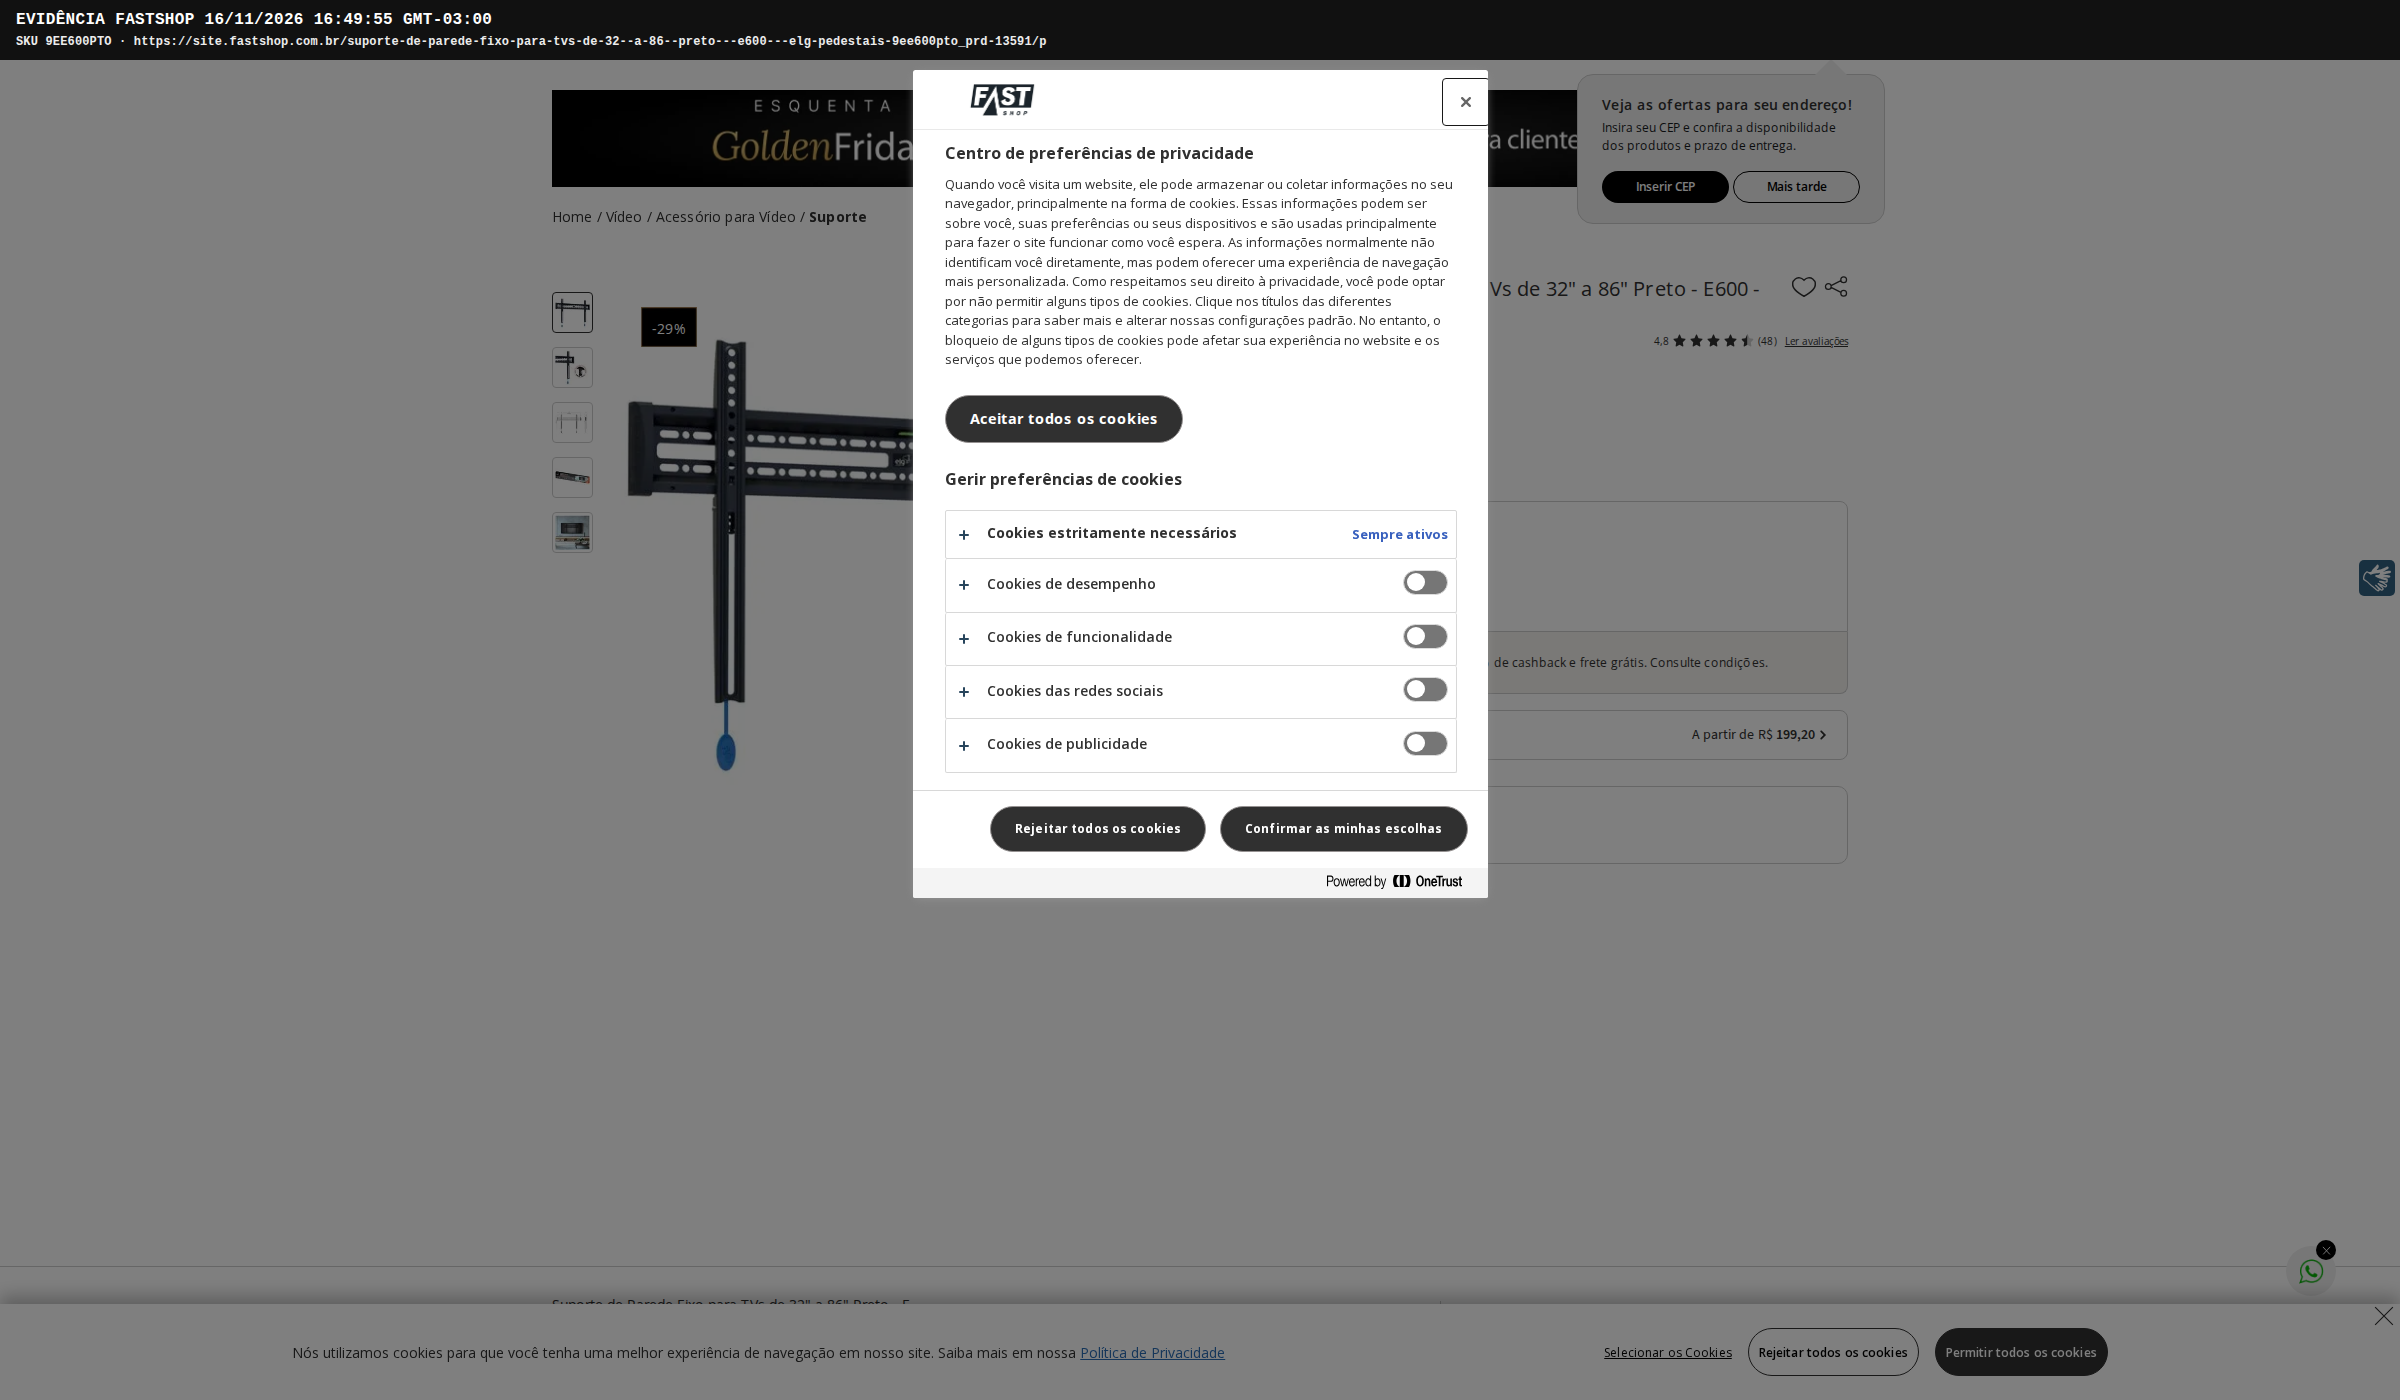 EVIDÊNCIA FASTSHOP 16/11/2026 16:49:55 GMT-03:00
SKU 9EE600PTO · https://site.fastshop.com.br/suporte-de-parede-fixo-para-tvs-de-32--a-86--preto---e600---elg-pedestais-9ee600pto_prd-13591/p
ESQUENTA
GoldenFrida
a cliente
Veja as ofertas para seu endereço!
Insira seu CEP e confira a disponibilidade
dos produtos e prazo de entrega.
Inserir CEP
Mais tarde
Home / Vídeo / Acessório para Vídeo / Suporte
-29%
Vs de 32" a 86" Preto - E600 -
4,8
(48)
Ler avaliações
de cashback e frete grátis. Consulte condições.
A partir de R$ 199,20
FAST
SHOP
Centro de preferências de privacidade
Quando você visita um website, ele pode armazenar ou coletar informações no seu
navegador, principalmente na forma de cookies. Essas informações podem ser
sobre você, suas preferências ou seus dispositivos e são usadas principalmente
para fazer o site funcionar como você espera. As informações normalmente não
identificam você diretamente, mas podem oferecer uma experiência de navegação
mais personalizada. Como respeitamos seu direito à privacidade, você pode optar
por não permitir alguns tipos de cookies. Clique nos títulos das diferentes
categorias para saber mais e alterar nossas configurações padrão. No entanto, o
bloqueio de alguns tipos de cookies pode afetar sua experiência no website e os
serviços que podemos oferecer.
Aceitar todos os cookies
Gerir preferências de cookies
Cookies estritamente necessários
Sempre ativos
Cookies de desempenho
Cookies de funcionalidade
Cookies das redes sociais
Cookies de publicidade
Rejeitar todos os cookies
Confirmar as minhas escolhas
Powered by OneTrust
Suporte de Parede Fixo para TVs de 32" a 86" Preto - E
Nós utilizamos cookies para que você tenha uma melhor experiência de navegação em nosso site. Saiba mais em nossa Política de Privacidade
Selecionar os Cookies
Rejeitar todos os cookies
Permitir todos os cookies